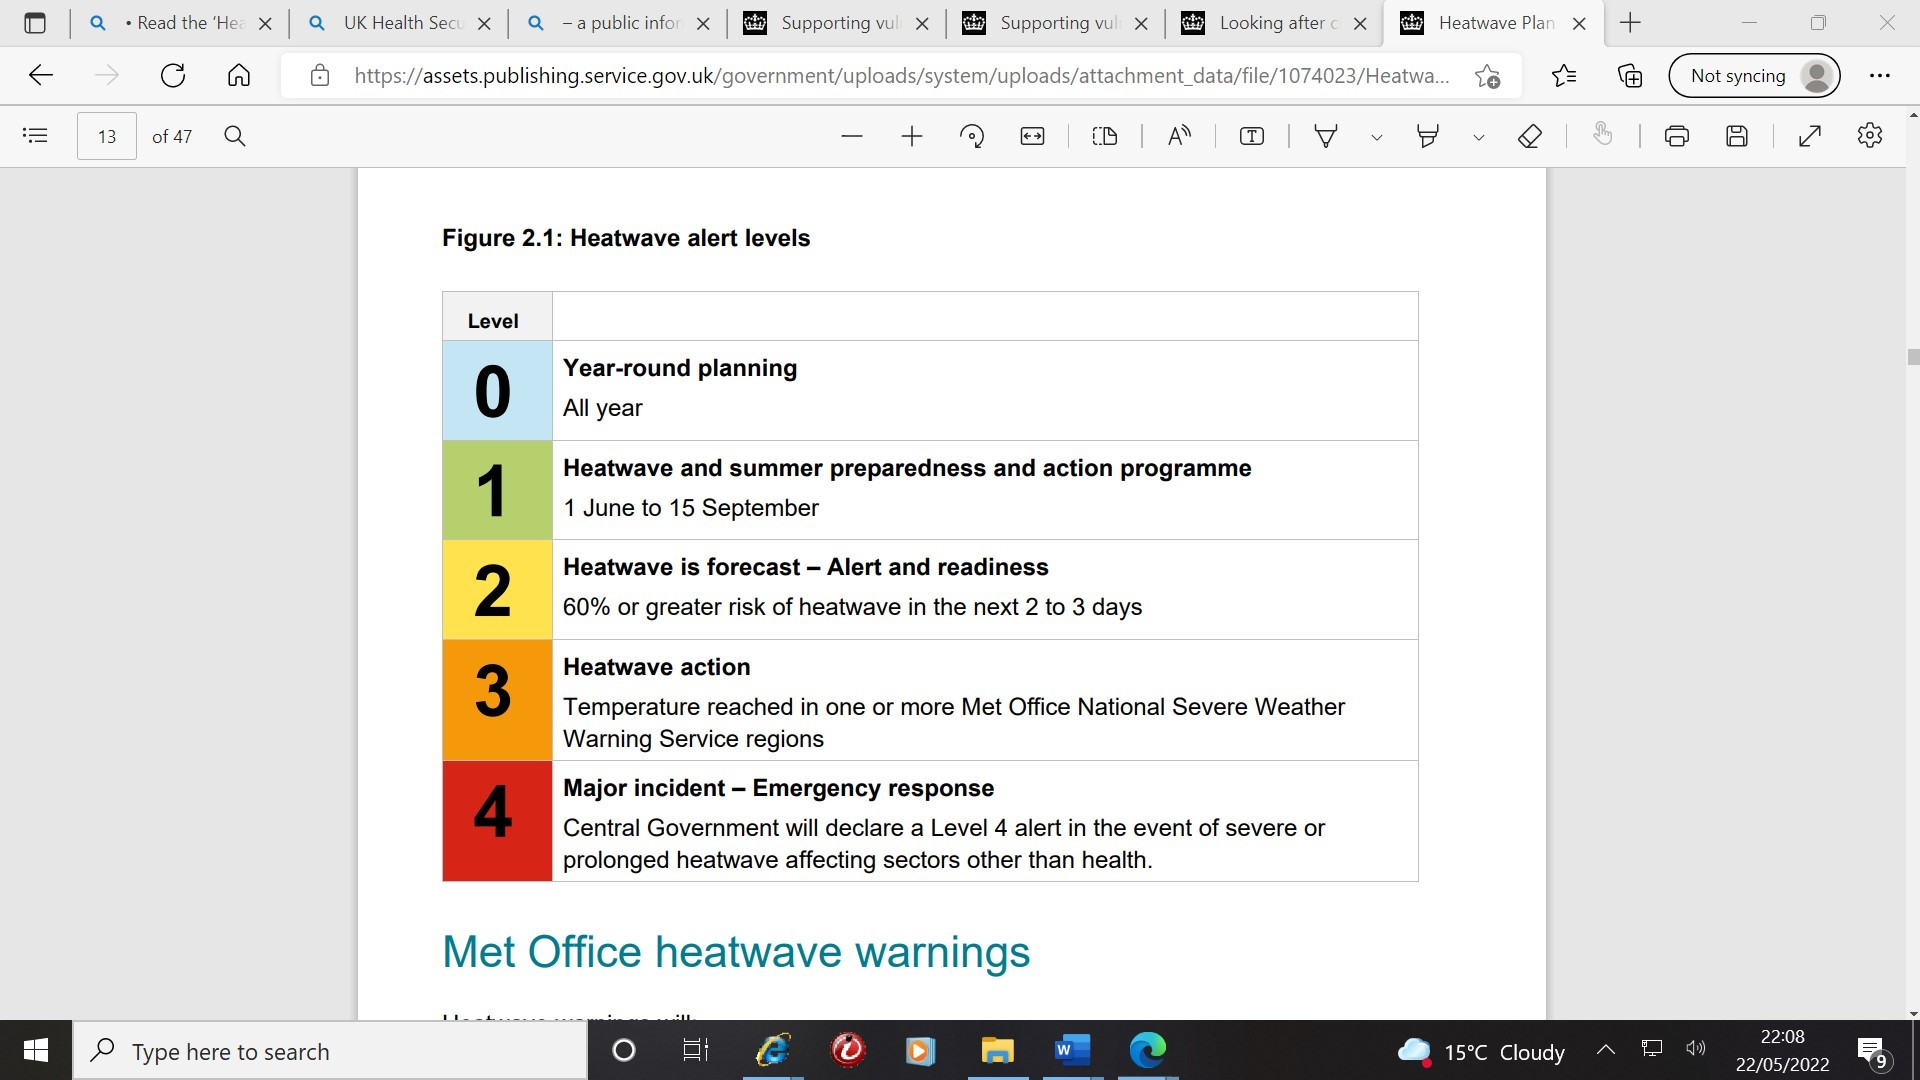 • Read the ‘Hea
UK Health Secu
– a public infor
Supporting vul
Supporting vul
Looking after c
Heatwave Plan
https://assets.publishing.service.gov.uk/government/uploads/system/uploads/attachment_data/file/1074023/Heatwa...
Not syncing
13 of 47
Figure 2.1: Heatwave alert levels
Level
0
Year-round planning
All year
1
Heatwave and summer preparedness and action programme
1 June to 15 September
2
Heatwave is forecast – Alert and readiness
60% or greater risk of heatwave in the next 2 to 3 days
3
Heatwave action
Temperature reached in one or more Met Office National Severe Weather
Warning Service regions
4
Major incident – Emergency response
Central Government will declare a Level 4 alert in the event of severe or
prolonged heatwave affecting sectors other than health.
Met Office heatwave warnings
Heatwave warnings will:
Type here to search
15°C Cloudy
22:08
22/05/2022
9